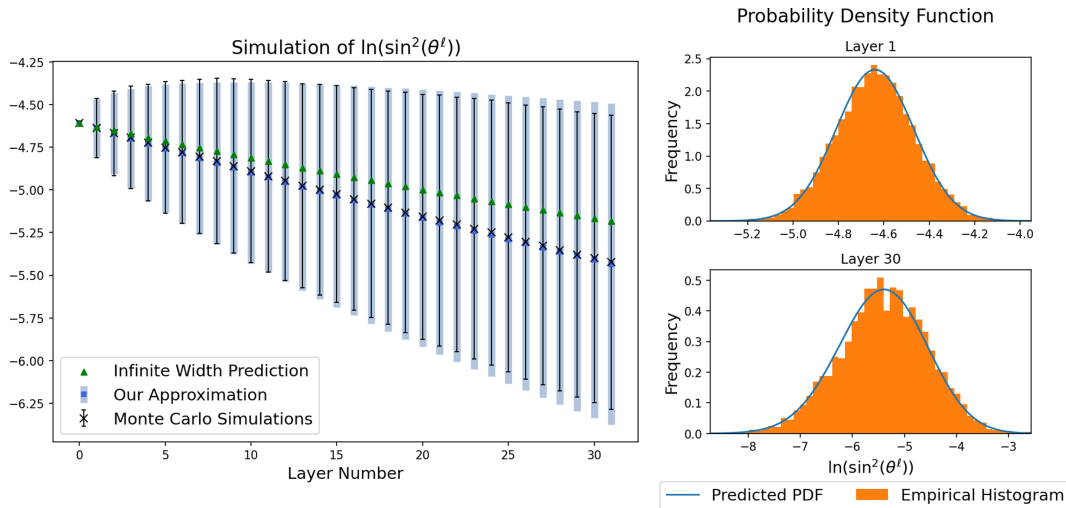 Simulation of ln(sin²(θ^ℓ))
−4.25
−4.50
−4.75
−5.00
−5.25
−5.50
−5.75
−6.00
−6.25
Infinite Width Prediction
Our Approximation
Monte Carlo Simulations
0 5 10 15 20 25 30
Layer Number
Probability Density Function
Layer 1
Frequency
2.5
2.0
1.5
1.0
0.5
0.0
−5.2 −5.0 −4.8 −4.6 −4.4 −4.2 −4.0
Layer 30
Frequency
0.5
0.4
0.3
0.2
0.1
0.0
−8 −7 −6 −5 −4 −3
ln(sin²(θ^ℓ))
Predicted PDF Empirical Histogram